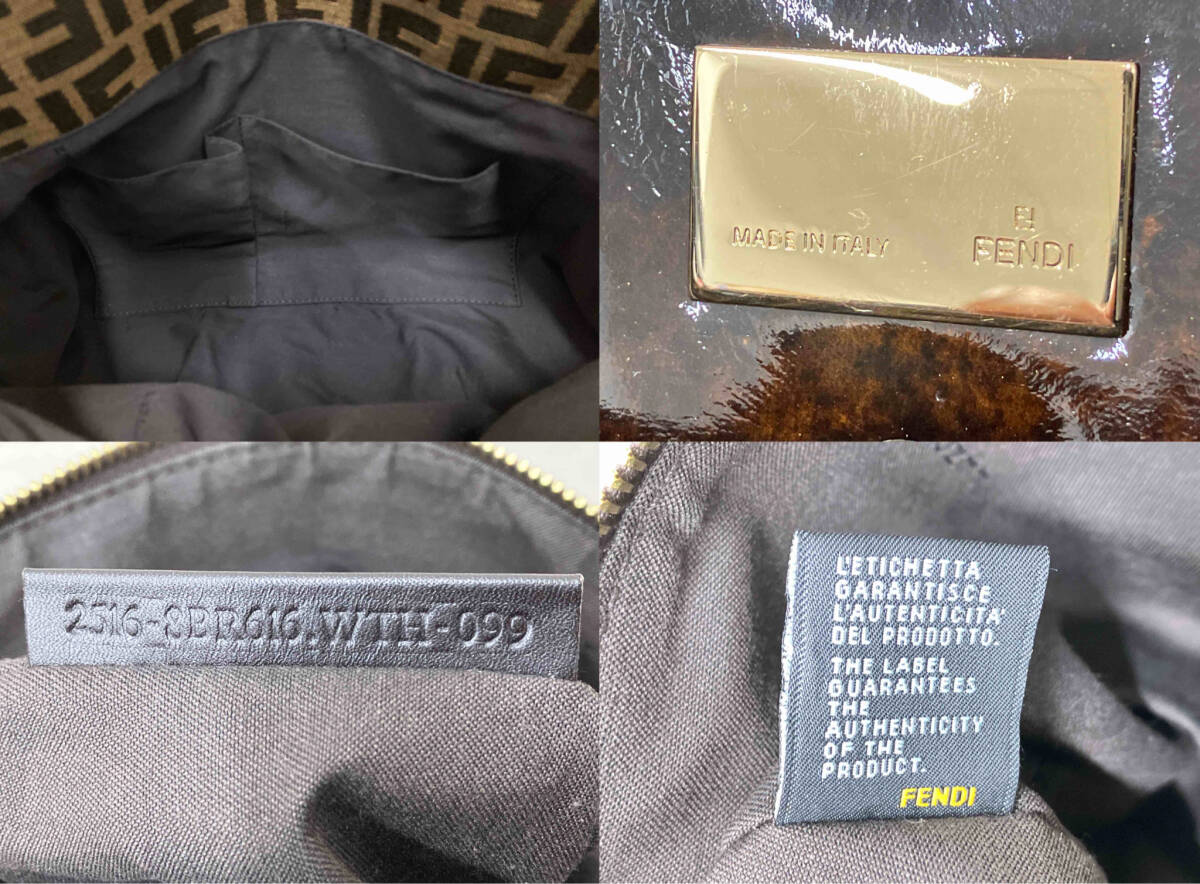 MADE IN ITALY
FENDI
2516-8BR616.WTH-099
L'ETICHETTA
GARANTISCE
L'AUTENTICITA'
DEL PRODOTTO.
THE LABEL
GUARANTEES
THE
AUTHENTICITY
OF THE
PRODUCT.
FENDI